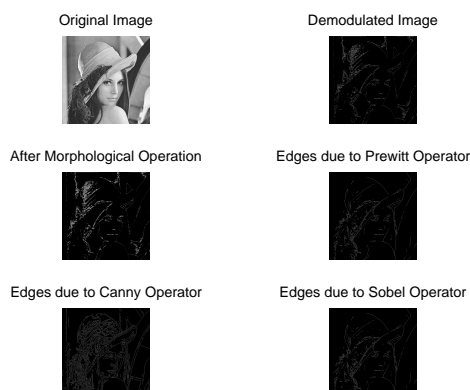 Original Image
Demodulated Image
After Morphological Operation
Edges due to Prewitt Operator
Edges due to Canny Operator
Edges due to Sobel Operator